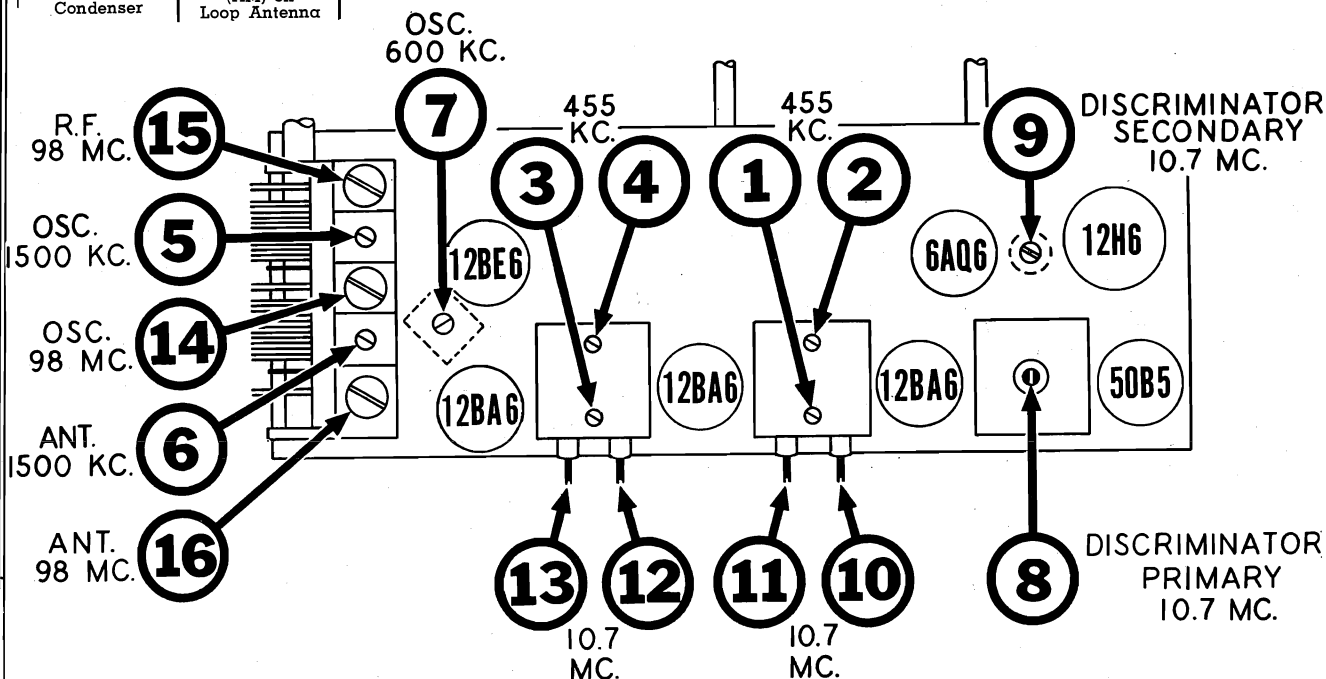 Condenser
Loop Antenna
OSC.
600 KC.
7
455
KC.
455
KC.
9
DISCRIMINATOR
SECONDARY
10.7 MC.
R.F.
98 MC.
15
3
4
1
2
OSC.
1500 KC.
5
12BE6
6AQ6
12H6
OSC.
98 MC.
14
12BA6
12BA6
12BA6
50B5
ANT.
1500 KC.
6
ANT.
98 MC.
16
13
12
11
10
8
DISCRIMINATOR
PRIMARY
10.7 MC.
10.7
MC.
10.7
MC.